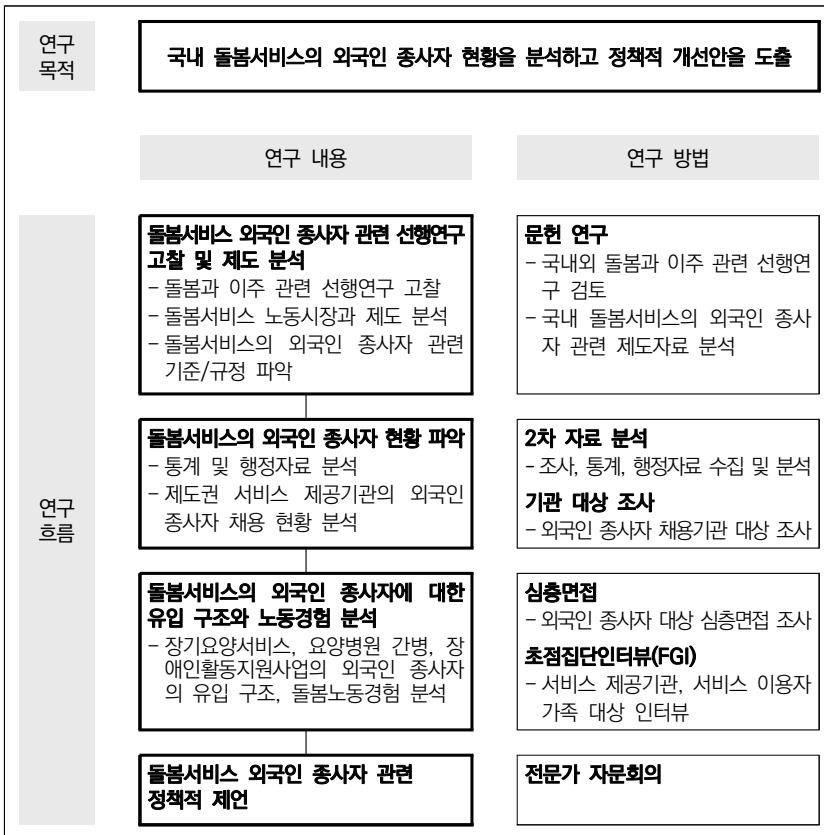 연구
목적
국내 돌봄서비스의 외국인 종사자 현황을 분석하고 정책적 개선안을 도출
연구 내용
연구 방법
연구
흐름
돌봄서비스 외국인 종사자 관련 선행연구
고찰 및 제도 분석
- 돌봄과 이주 관련 선행연구 고찰
- 돌봄서비스 노동시장과 제도 분석
- 돌봄서비스의 외국인 종사자 관련
기준/규정 파악
문헌 연구
- 국내외 돌봄과 이주 관련 선행연
구 검토
- 국내 돌봄서비스의 외국인 종사
자 관련 제도자료 분석
돌봄서비스의 외국인 종사자 현황 파악
- 통계 및 행정자료 분석
- 제도권 서비스 제공기관의 외국인
종사자 채용 현황 분석
2차 자료 분석
- 조사, 통계, 행정자료 수집 및 분석
기관 대상 조사
- 외국인 종사자 채용기관 대상 조사
돌봄서비스의 외국인 종사자에 대한
유입 구조와 노동경험 분석
- 장기요양서비스, 요양병원 간병, 장
애인활동지원사업의 외국인 종사자
의 유입 구조, 돌봄노동경험 분석
심층면접
- 외국인 종사자 대상 심층면접 조사
초점집단인터뷰(FGI)
- 서비스 제공기관, 서비스 이용자
가족 대상 인터뷰
돌봄서비스 외국인 종사자 관련
정책적 제언
전문가 자문회의